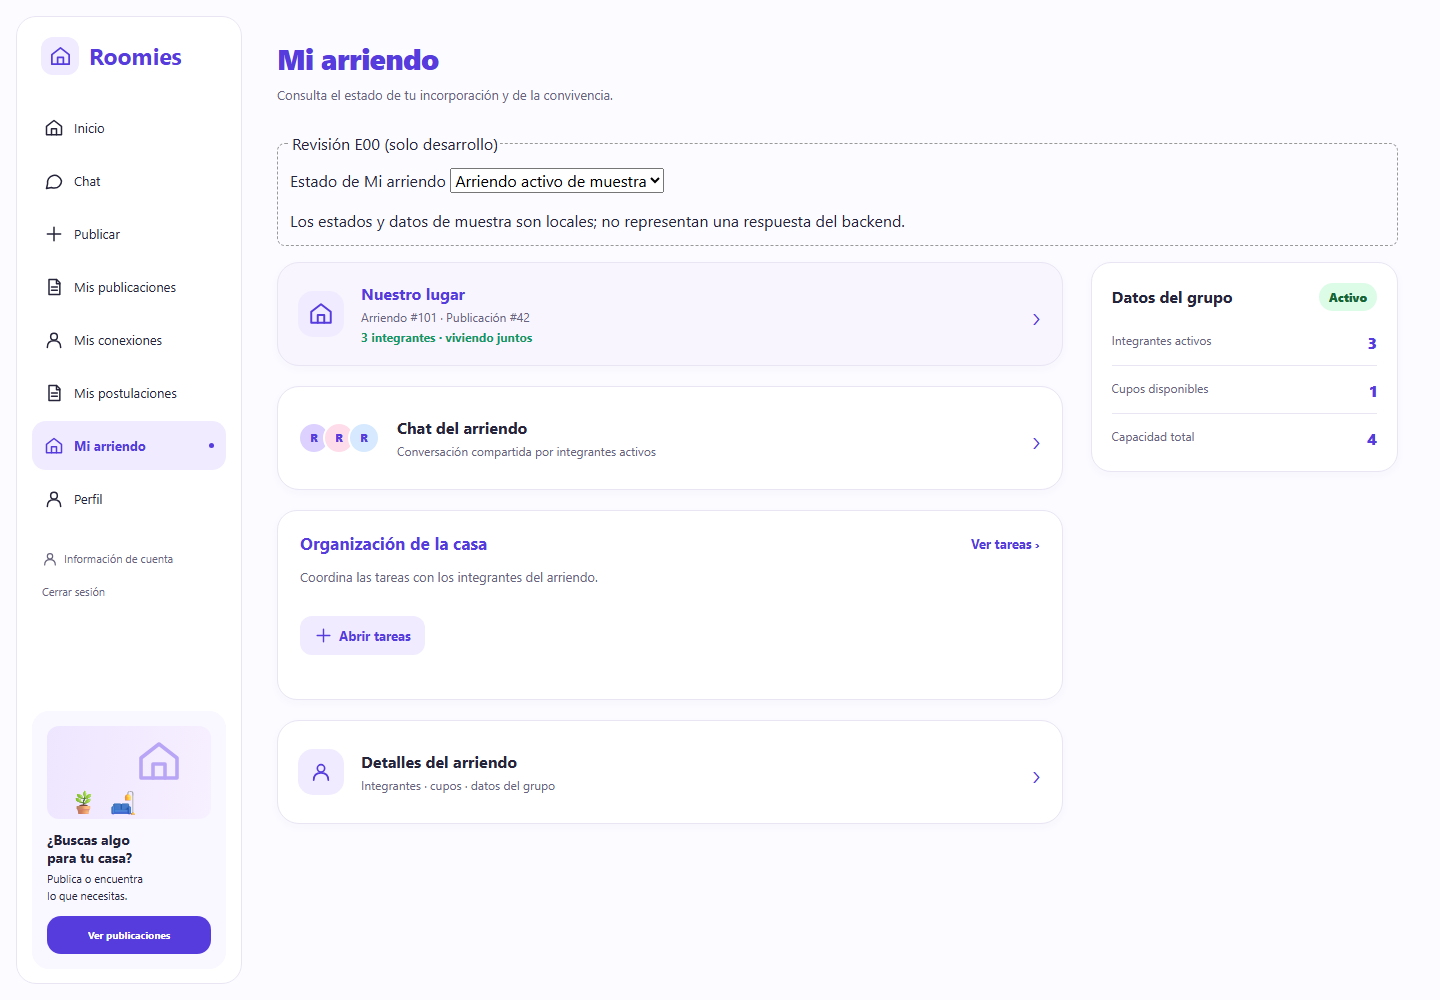 Roomies
Inicio
Chat
Publicar
Mis publicaciones
Mis conexiones
Mis postulaciones
Mi arriendo
Perfil
Información de cuenta
Cerrar sesión
¿Buscas algo
para tu casa?
Publica o encuentra
lo que necesitas.
Ver publicaciones
Mi arriendo
Consulta el estado de tu incorporación y de la convivencia.
Revisión E00 (solo desarrollo)
Estado de Mi arriendo Arriendo activo de muestra
Los estados y datos de muestra son locales; no representan una respuesta del backend.
Nuestro lugar
Arriendo #101 · Publicación #42
3 integrantes · viviendo juntos
R R R
Chat del arriendo
Conversación compartida por integrantes activos
Organización de la casa
Ver tareas ›
Coordina las tareas con los integrantes del arriendo.
Abrir tareas
Detalles del arriendo
Integrantes · cupos · datos del grupo
Datos del grupo
Activo
Integrantes activos 3
Cupos disponibles 1
Capacidad total 4